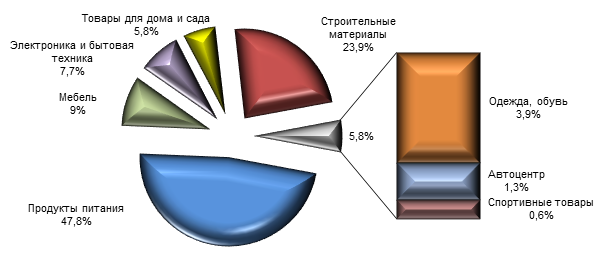 Товары для дома и сада
5,8%
Строительные
материалы
23,9%
Электроника и бытовая
техника
7,7%
Мебель
9%
5,8%
Одежда, обувь
3,9%
Автоцентр
1,3%
Спортивные товары
0,6%
Продукты питания
47,8%